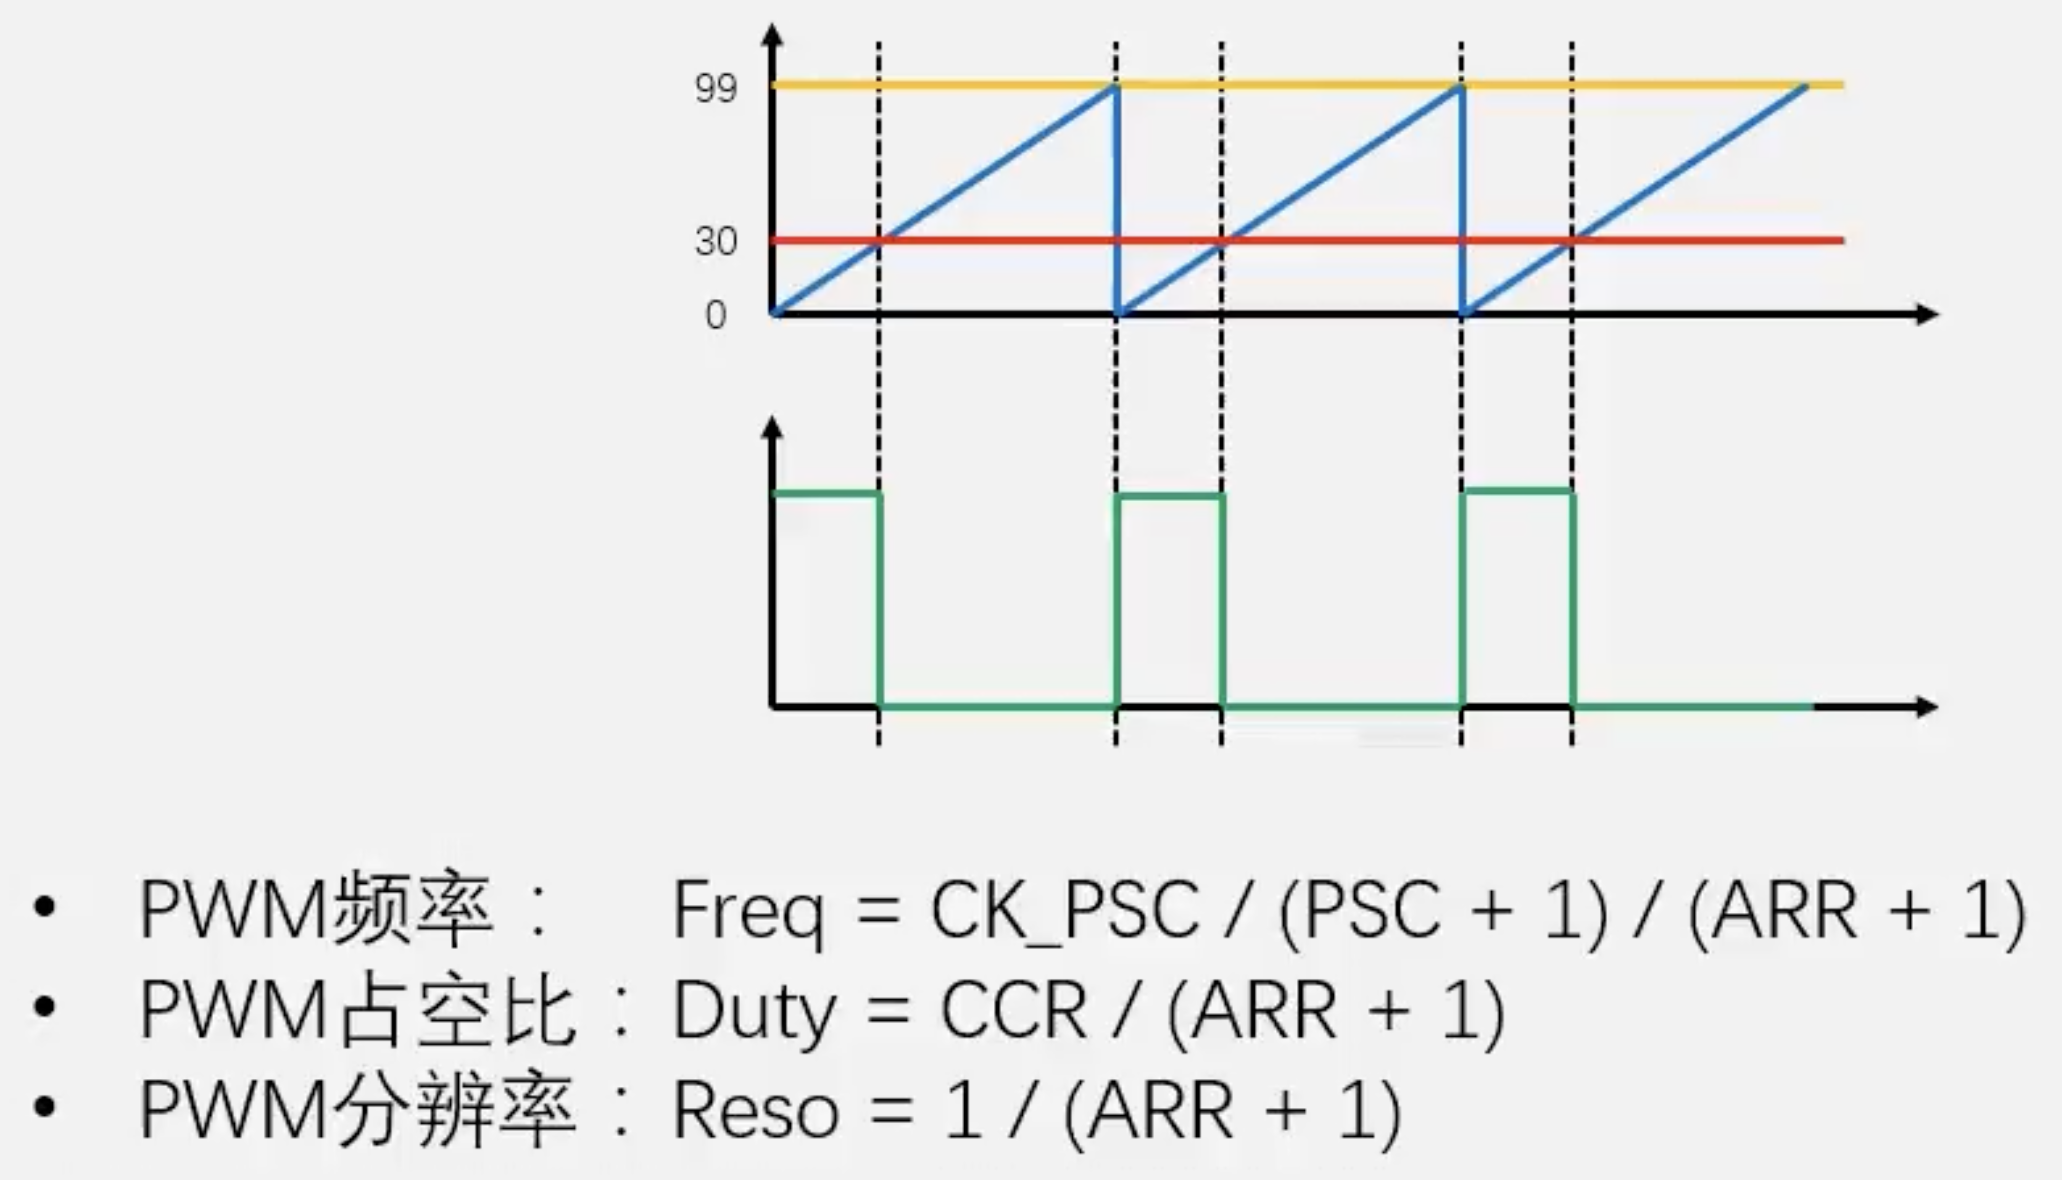 99
30
0
• PWM频率： Freq = CK_PSC / (PSC + 1) / (ARR + 1)
• PWM占空比：Duty = CCR / (ARR + 1)
• PWM分辨率：Reso = 1 / (ARR + 1)